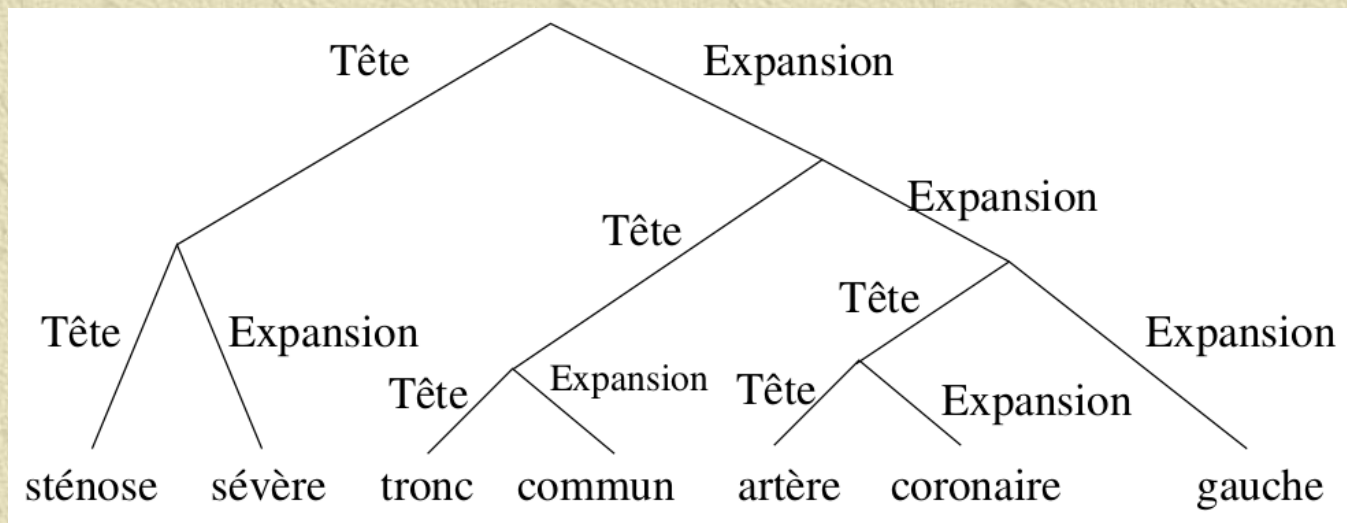 Tête Expansion
Expansion
Tête
Tête
Tête Expansion Expansion
Tête Expansion Tête Expansion
sténose sévère tronc commun artère coronaire gauche